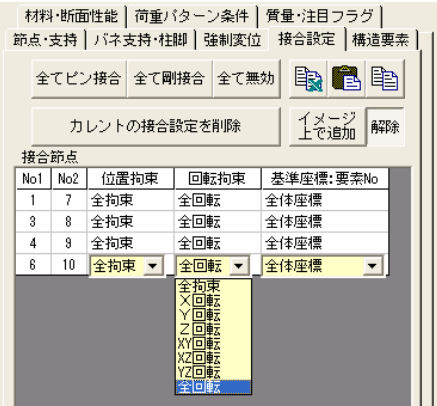 材料・断面性能 荷重パターン条件 質量・注目フラグ
節点・支持 バネ支持・柱脚 強制変位 接合設定 構造要素
全てピン接合 全て剛接合 全て無効
カレントの接合設定を削除 イメージ上で追加 解除
接合節点
No1 No2 位置拘束 回転拘束 基準座標:要素No
1 7 全拘束 全回転 全体座標
3 8 全拘束 全回転 全体座標
4 9 全拘束 全回転 全体座標
6 10 全拘束 全回転 全体座標
全拘束
X回転
Y回転
Z回転
XY回転
XZ回転
YZ回転
全回転